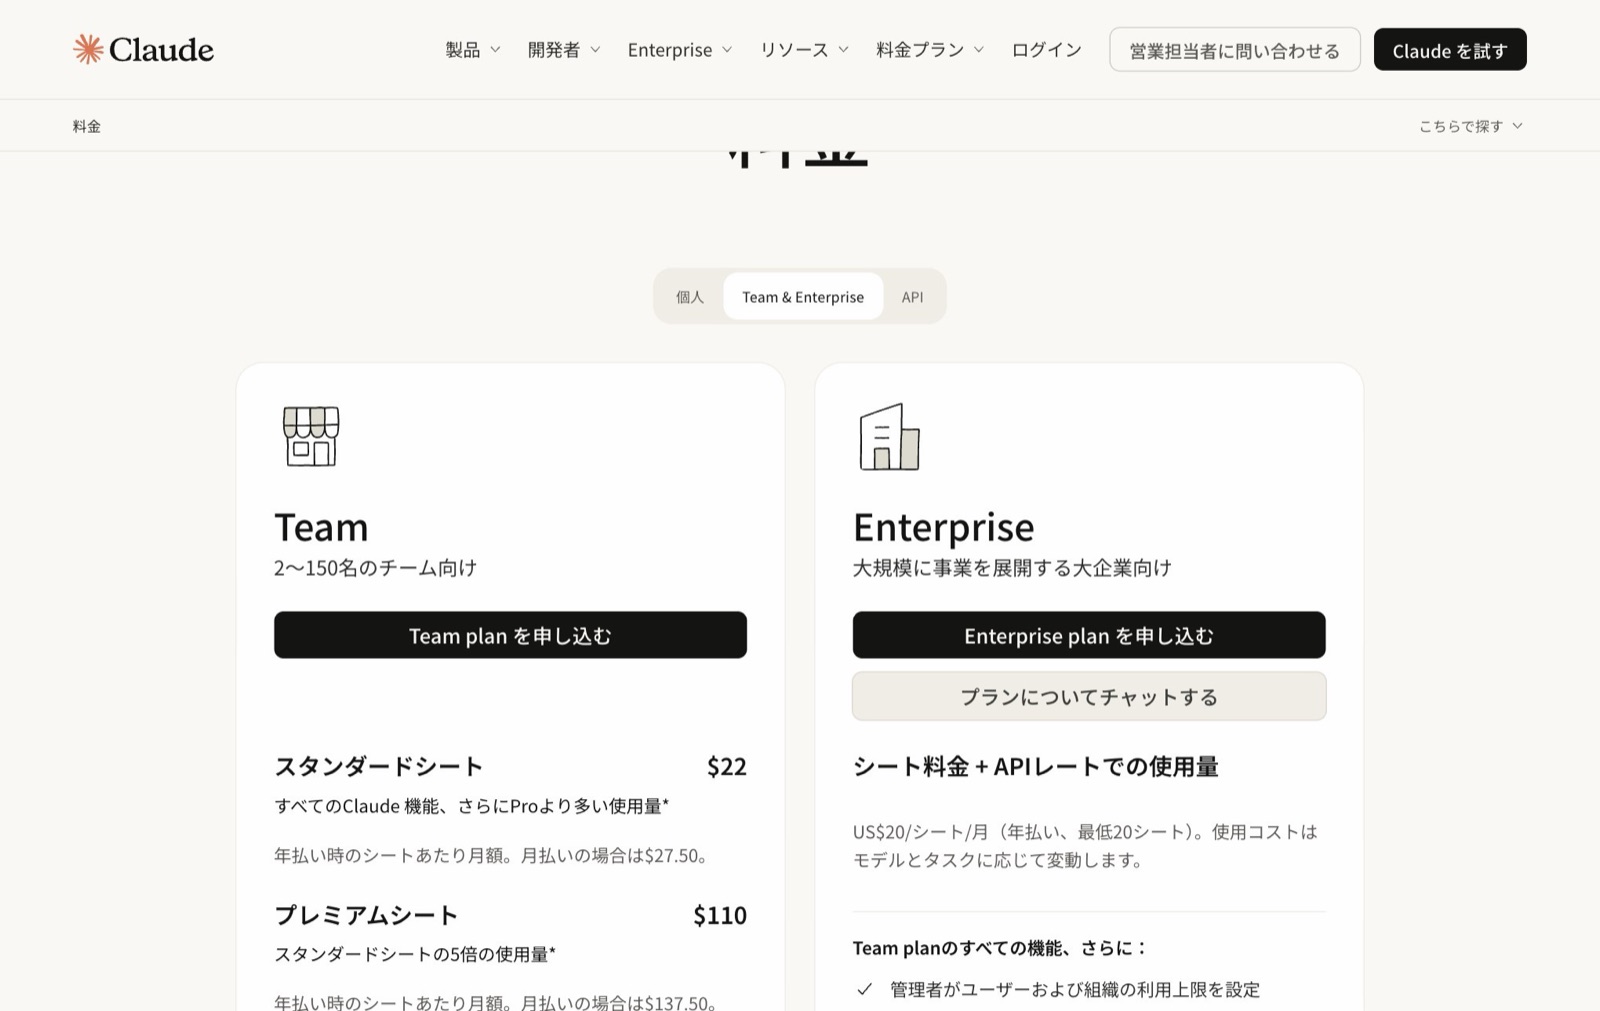 Claude
製品
開発者
Enterprise
リソース
料金プラン
ログイン
営業担当者に問い合わせる
Claude を試す
料金
こちらで探す
料金
個人
Team & Enterprise
API
Team
2〜150名のチーム向け
Team plan を申し込む
スタンダードシート
$22
すべてのClaude 機能、さらにProより多い使用量*
年払い時のシートあたり月額。月払いの場合は$27.50。
プレミアムシート
$110
スタンダードシートの5倍の使用量*
年払い時のシートあたり月額。月払いの場合は$137.50。
Enterprise
大規模に事業を展開する大企業向け
Enterprise plan を申し込む
プランについてチャットする
シート料金 + APIレートでの使用量
US$20/シート/月（年払い、最低20シート）。使用コストは
モデルとタスクに応じて変動します。
Team planのすべての機能、さらに：
管理者がユーザーおよび組織の利用上限を設定